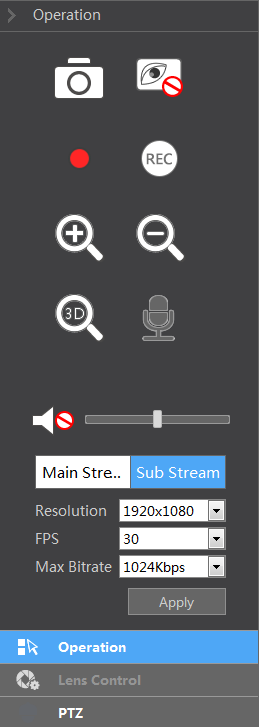 Operation
REC
3D
Main Stre.. Sub Stream
Resolution 1920x1080
FPS 30
Max Bitrate 1024Kbps
Apply
Operation
Lens Control
PTZ